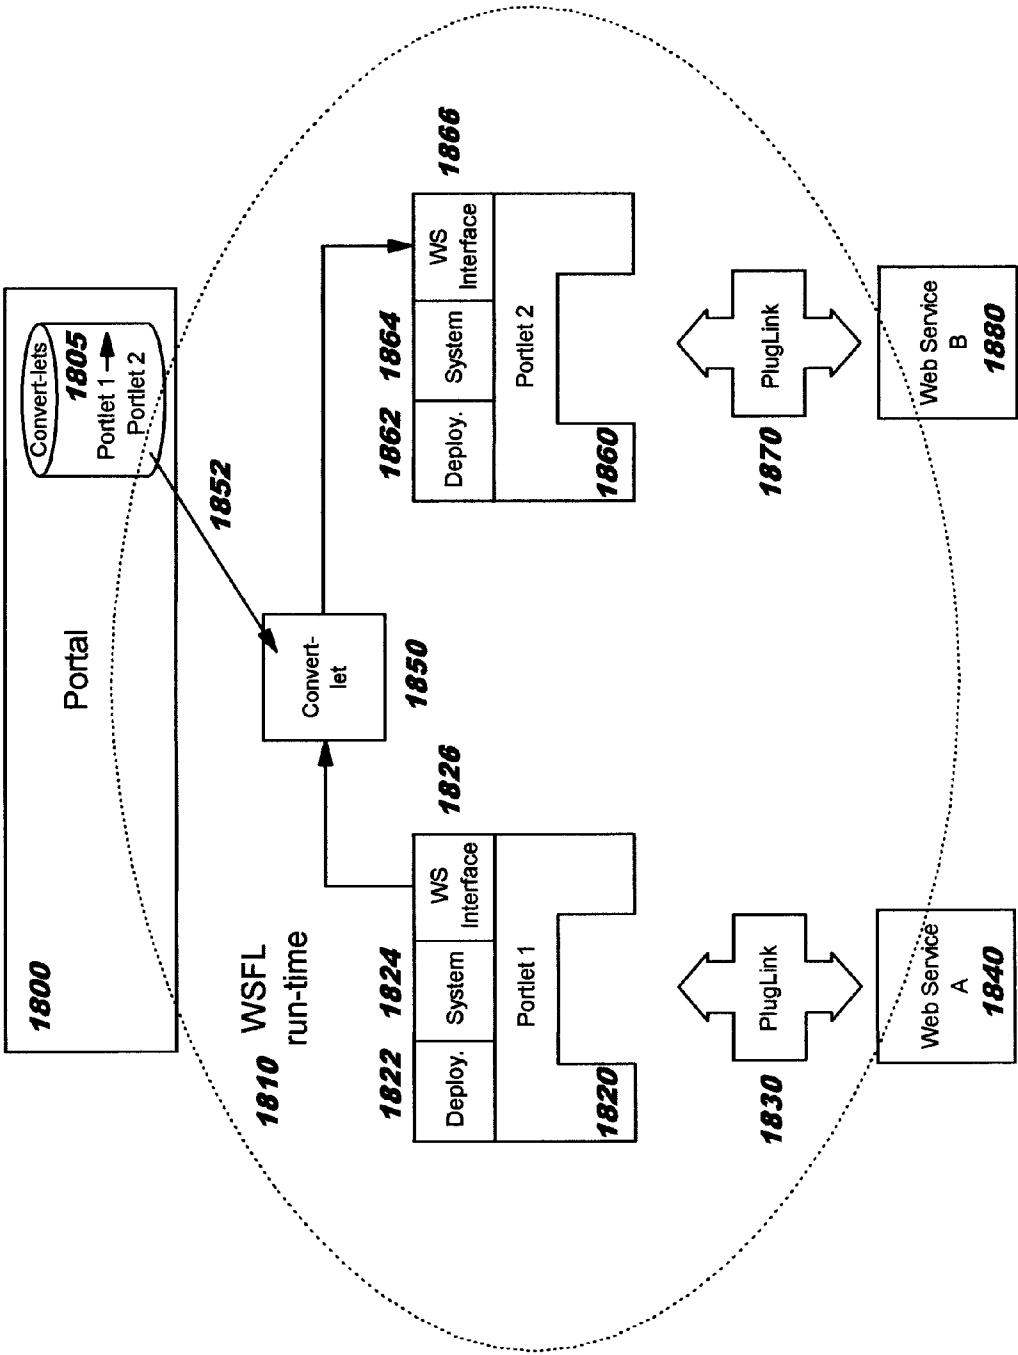 1800
Portal
Convert-lets
1805
Portlet 1
Portlet 2
1810
WSFL
run-time
1852
Convert-
let
1850
1822
1824
1826
Deploy.
System
WS
Interface
Portlet 1
1820
1862
1864
1866
Deploy.
System
WS
Interface
Portlet 2
1860
1830
PlugLink
1870
PlugLink
Web Service
A
1840
Web Service
B
1880